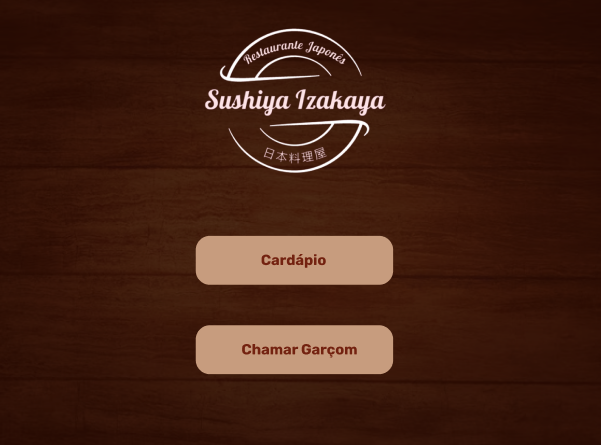 Restaurante Japonês
Sushiya Izakaya
日本料理屋
Cardápio
Chamar Garçom